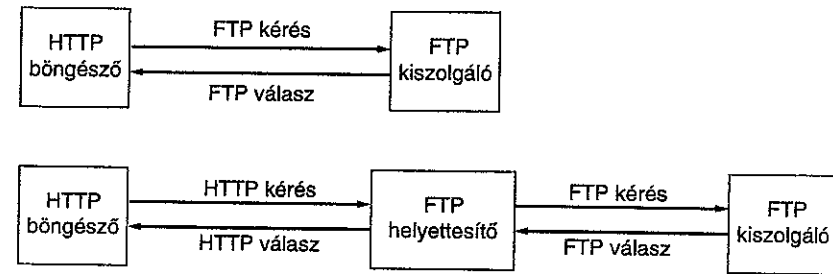 HTTP
böngésző
FTP kérés
FTP válasz
FTP
kiszolgáló
HTTP
böngésző
HTTP kérés
HTTP válasz
FTP
helyettesítő
FTP kérés
FTP válasz
FTP
kiszolgáló